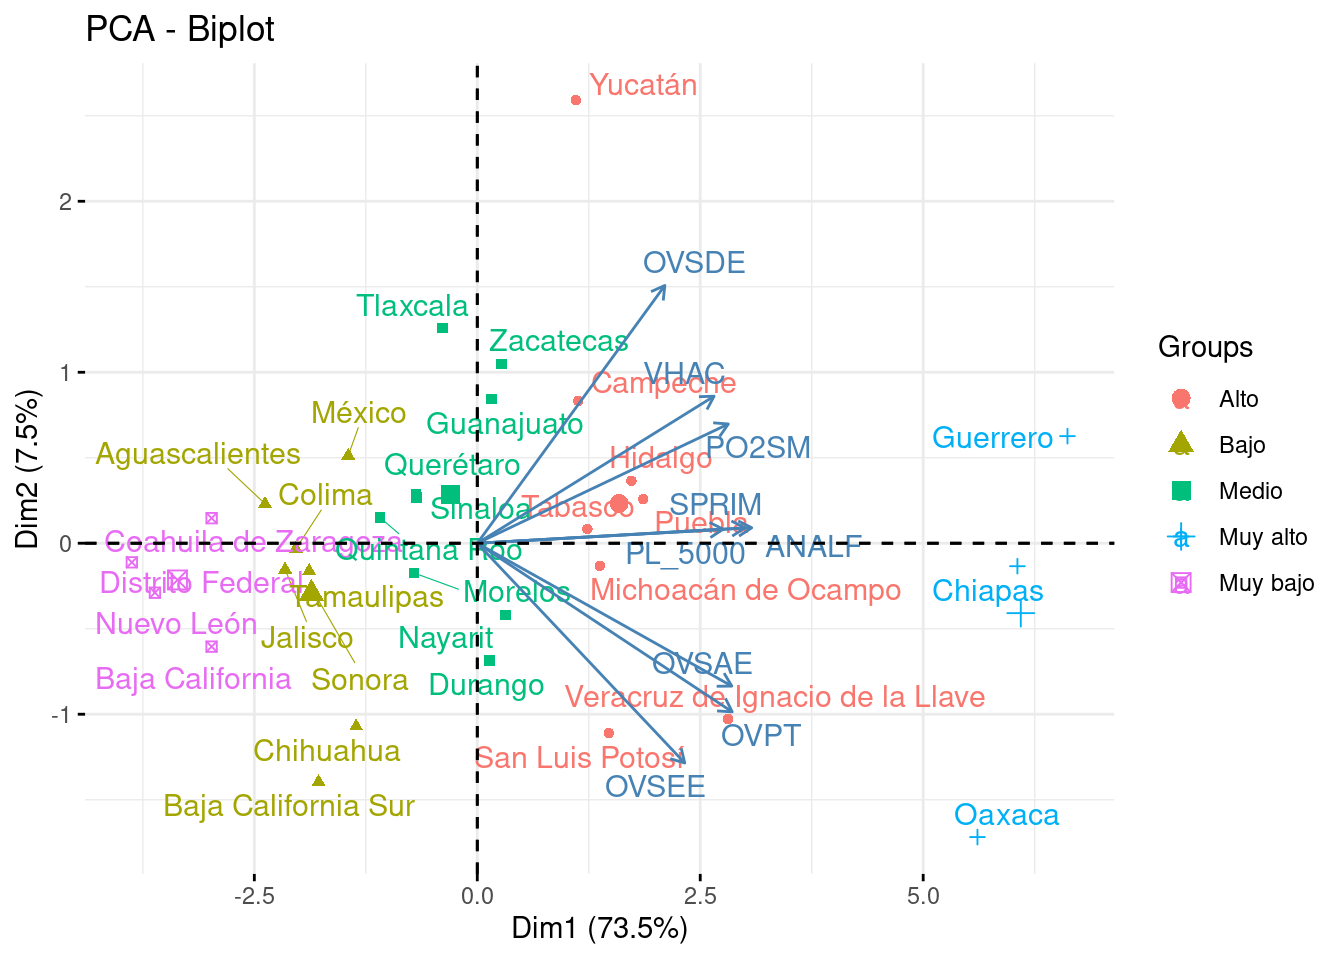 PCA - Biplot
Yucatán
OVSDE
Tlaxcala
Zacatecas
VHAC
Campeche
México
Guanajuato
Guerrero
Aguascalientes
Querétaro
Hidalgo
PO2SM
Colima
Sinaloa
Tabasco
SPRIM
Puebla
Coahuila de Zaragoza
Quintana Roo
PL_5000
ANALF
Distrito Federal
Tamaulipas
Morelos
Michoacán de Ocampo
Chiapas
Nuevo León
Jalisco
Nayarit
OVSAE
Baja California
Sonora
Durango
Veracruz de Ignacio de la Llave
OVPT
Chihuahua
San Luis Potosí
OVSEE
Baja California Sur
Oaxaca
2
1
0
-1
Dim2 (7.5%)
-2.5
0.0
2.5
5.0
Dim1 (73.5%)
Groups
a Alto
a Bajo
a Medio
a Muy alto
a Muy bajo